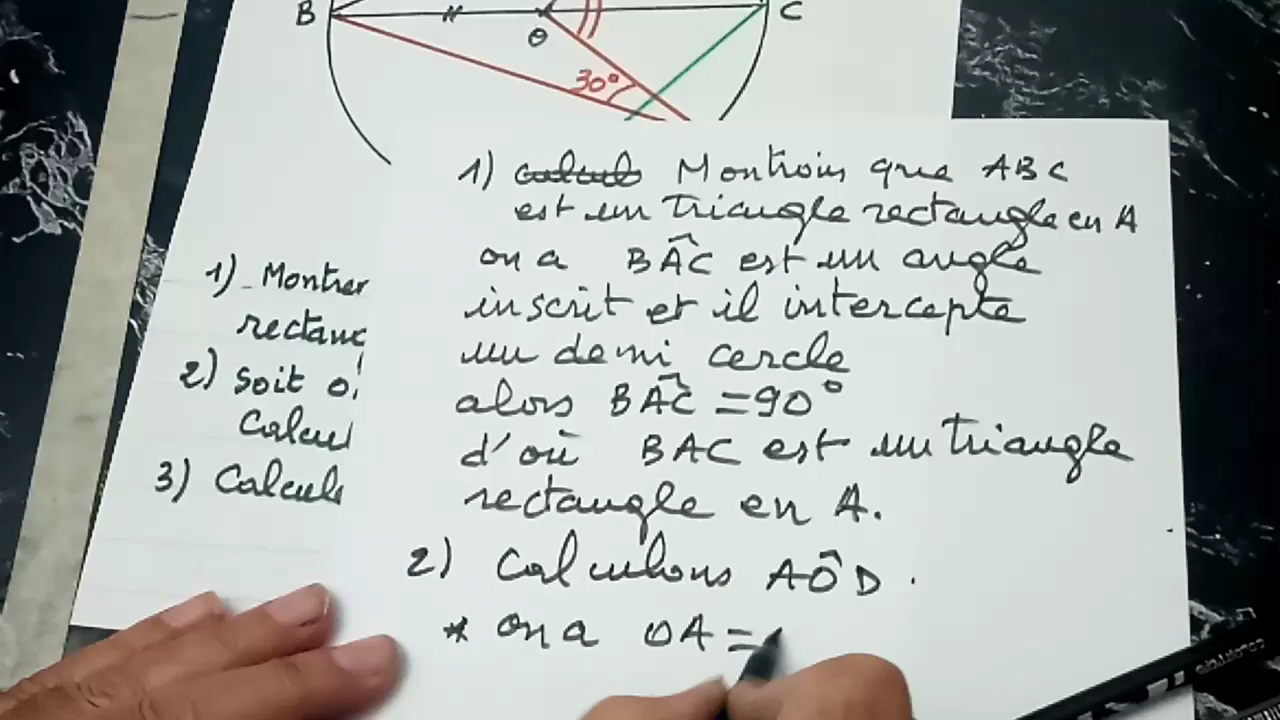 B
C
O
30°
1) calculs Montrons que ABC
est un triangle rectangle en A
on a BÂC est un angle
inscrit et il intercepte
un demi cercle
alors BÂC = 90°
d'où BAC est un triangle
rectangle en A.
2) Calculons AÔD.
* on a OA =
1) Montrer
rectang
2) Soit
Calcul
3) Calcule